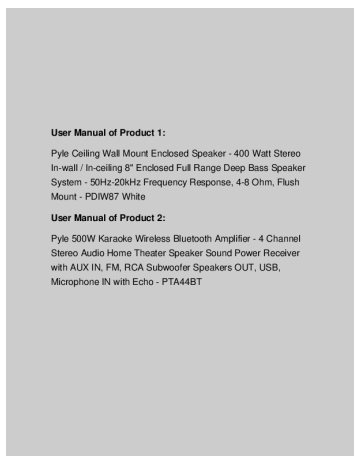 User Manual of Product 1:
Pyle Ceiling Wall Mount Enclosed Speaker - 400 Watt Stereo
In-wall / In-ceiling 8" Enclosed Full Range Deep Bass Speaker
System - 50Hz-20kHz Frequency Response, 4-8 Ohm, Flush
Mount - PDIW87 White
User Manual of Product 2:
Pyle 500W Karaoke Wireless Bluetooth Amplifier - 4 Channel
Stereo Audio Home Theater Speaker Sound Power Receiver
with AUX IN, FM, RCA Subwoofer Speakers OUT, USB,
Microphone IN with Echo - PTA44BT